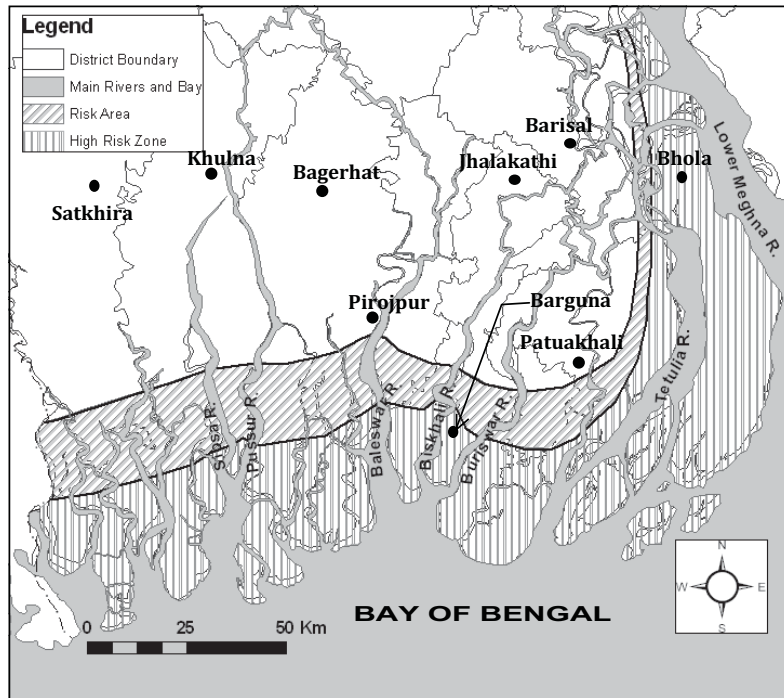 Legend
District Boundary
Main Rivers and Bay
Risk Area
High Risk Zone
Barisal
Khulna
Bagerhat
Jhalakathi
Bhola
Satkhira
Lower Meghna R.
Pirojpur
Barguna
Patuakhali
Tetulia R.
Sibsa R.
Pussur R.
Baleswar R.
Biskhali R.
Buriswar R.
BAY OF BENGAL
0 25 50 Km
N
W E
S